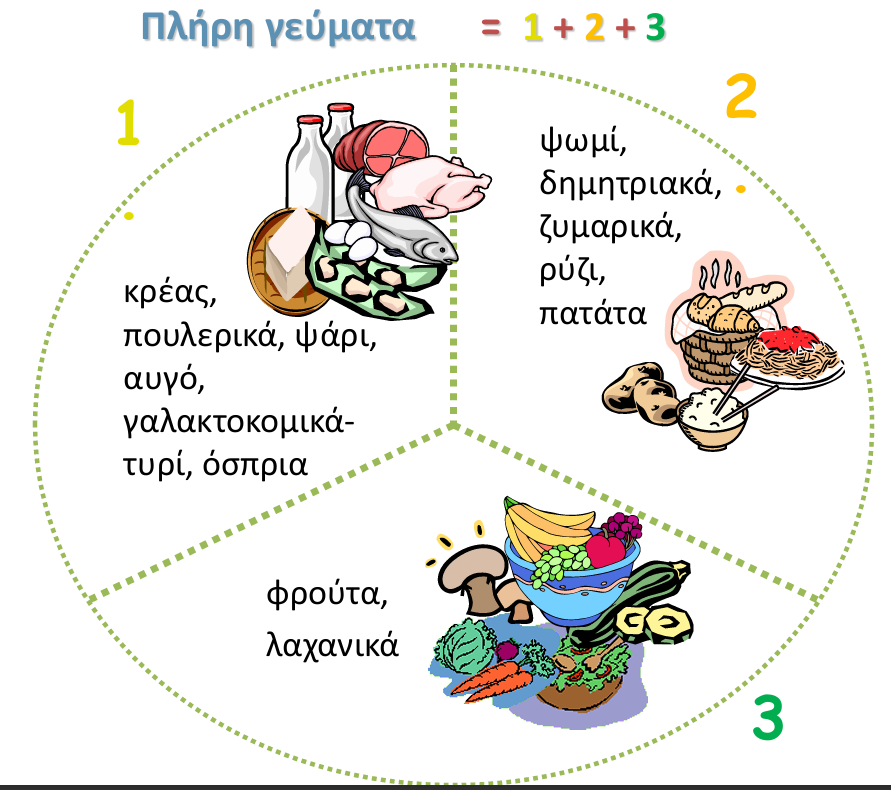 Πλήρη γεύματα = 1 + 2 + 3
1
.
κρέας,
πουλερικά, ψάρι,
αυγό,
γαλακτοκομικά-
τυρί, όσπρια
2
.
ψωμί,
δημητριακά,
ζυμαρικά,
ρύζι,
πατάτα
φρούτα,
λαχανικά
3